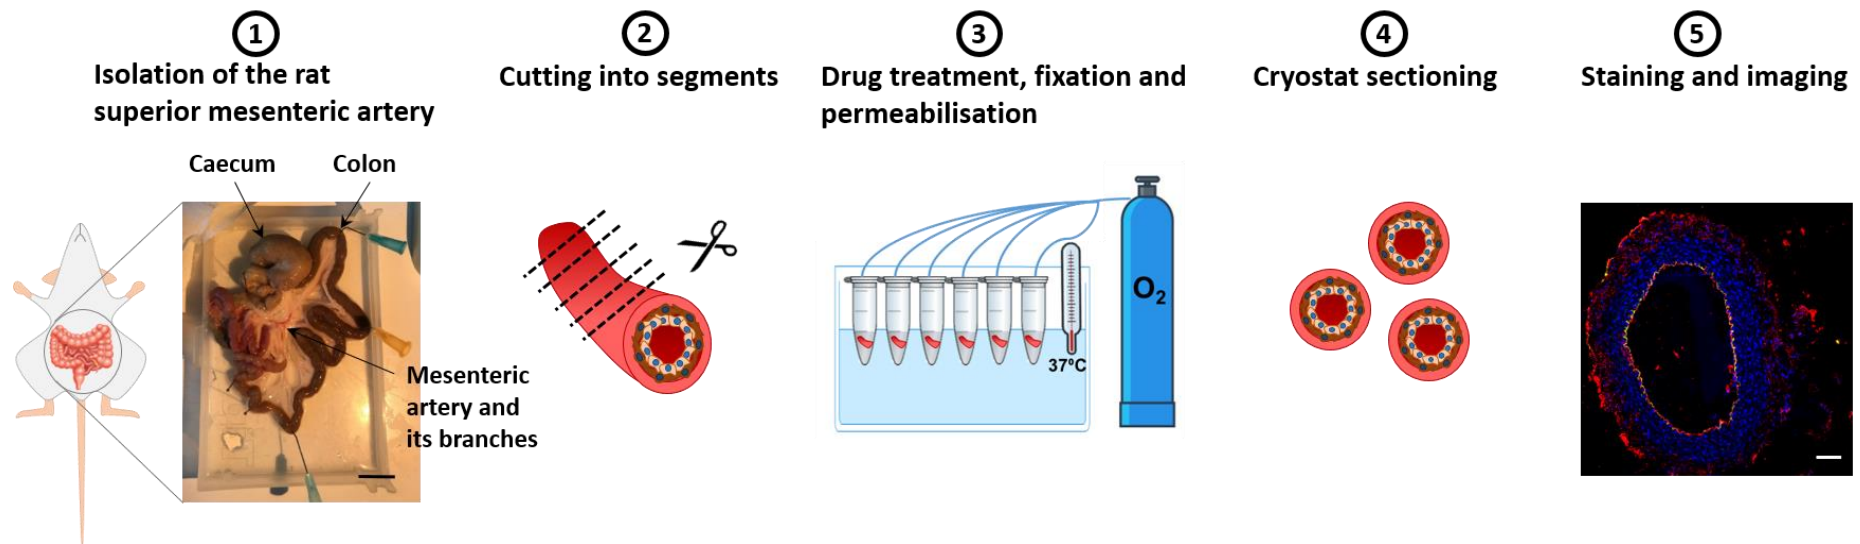 1
Isolation of the rat
superior mesenteric artery
Caecum
Colon
Mesenteric
artery and
its branches
2
Cutting into segments
3
Drug treatment, fixation and
permeabilisation
O2
37°C
4
Cryostat sectioning
5
Staining and imaging